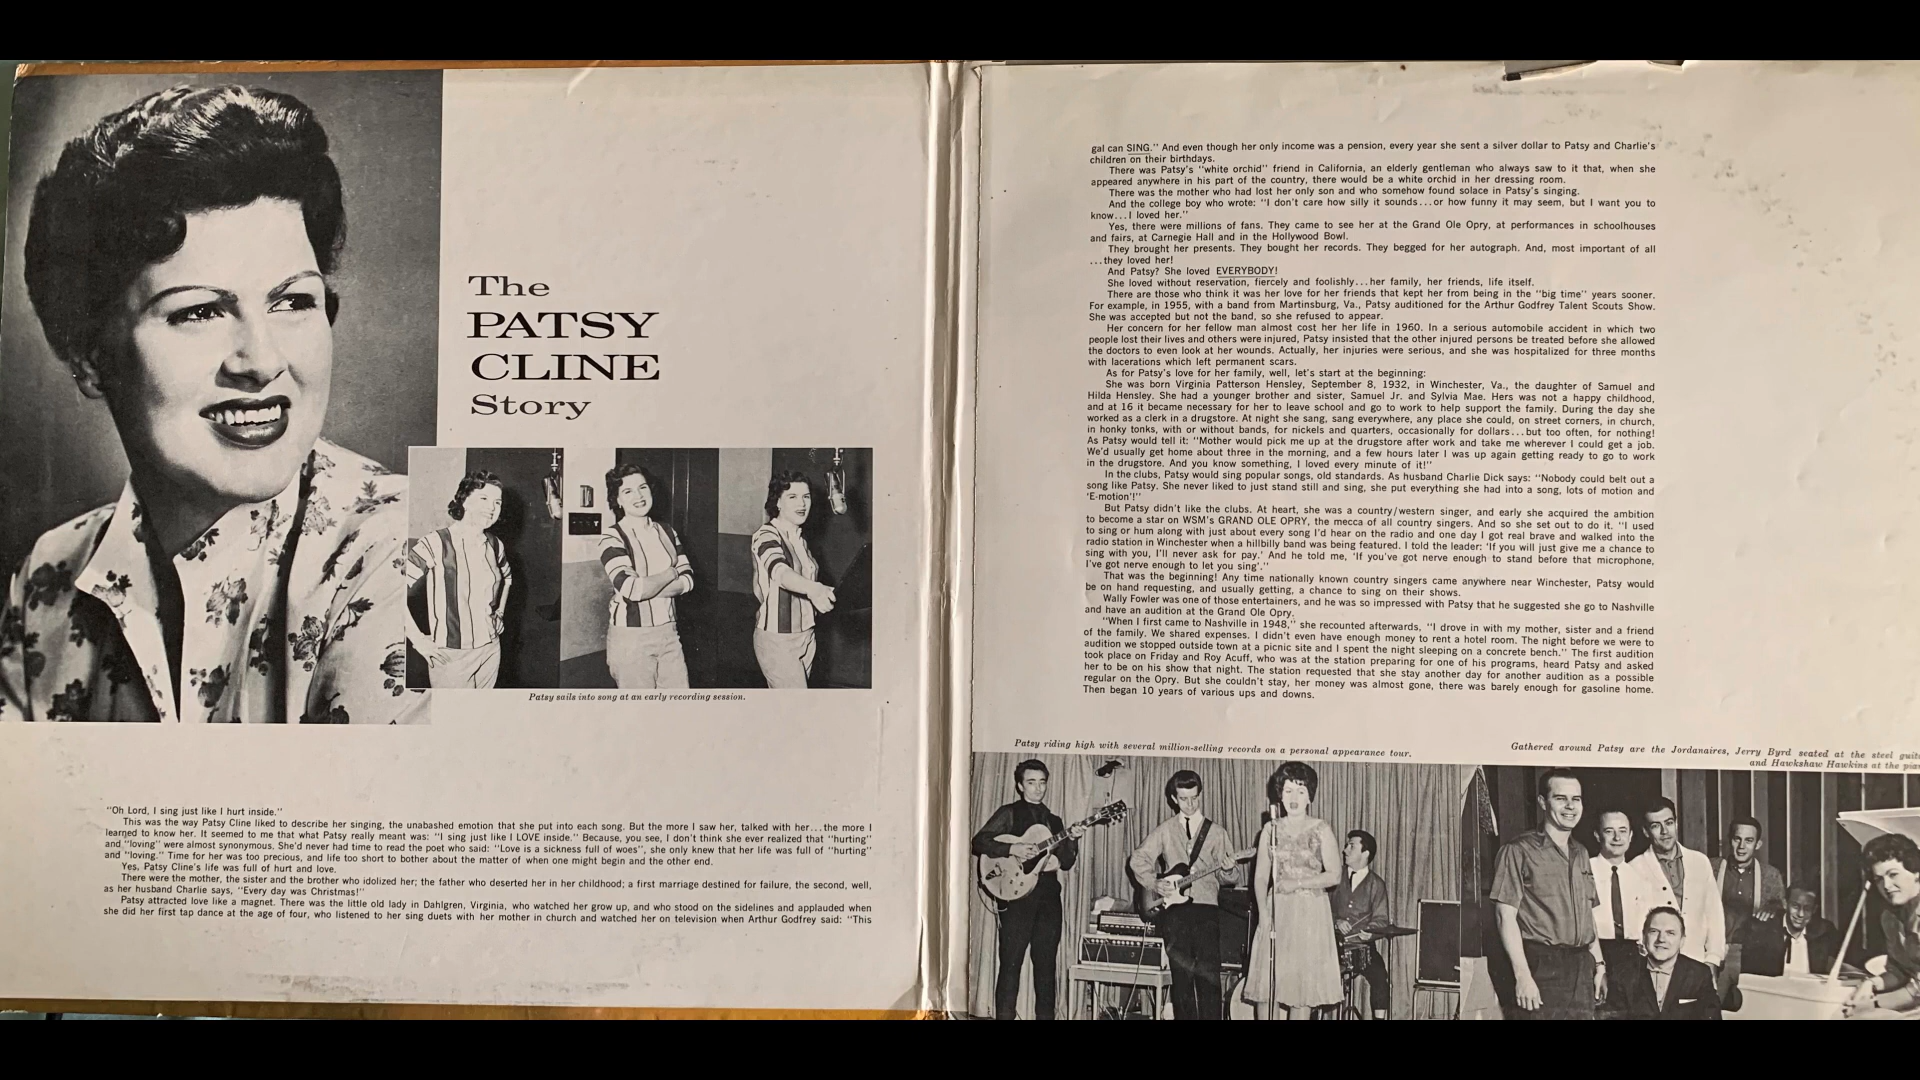 The
PATSY
CLINE
Story
Patsy sails into song at an early recording session.
"Oh Lord, I sing just like I hurt inside."
This was the way Patsy Cline liked to describe her singing, the unabashed emotion that she put into each song. But the more I saw her, talked with her...the more I
learned to know her. It seemed to me that what Patsy really meant was: "I sing just like I LOVE inside." Because, you see, I don't think she ever realized that "hurting"
and "loving" were almost synonymous. She'd never had time to read the poet who said: "Love is a sickness full of woes", she only knew that her life was full of "hurting"
and "loving." Time for her was too precious, and life too short to bother about the matter of when one might begin and the other end.
Yes, Patsy Cline's life was full of hurt and love.
There were the mother, the sister and the brother who idolized her; the father who deserted her in her childhood; a first marriage destined for failure, the second, well,
as her husband Charlie says, "Every day was Christmas!"
Patsy attracted love like a magnet. There was the little old lady in Dahlgren, Virginia, who watched her grow up, and who stood on the sidelines and applauded when
she did her first tap dance at the age of four, who listened to her sing duets with her mother in church and watched her on television when Arthur Godfrey said: "This
gal can SING." And even though her only income was a pension, every year she sent a silver dollar to Patsy and Charlie's
children on their birthdays.
There was Patsy's "white orchid" friend in California, an elderly gentleman who always saw to it that, when she
appeared anywhere in his part of the country, there would be a white orchid in her dressing room.
There was the mother who had lost her only son and who somehow found solace in Patsy's singing.
And the college boy who wrote: "I don't care how silly it sounds...or how funny it may seem, but I want you to
know...I loved her."
Yes, there were millions of fans. They came to see her at the Grand Ole Opry, at performances in schoolhouses
and fairs, at Carnegie Hall and in the Hollywood Bowl.
They brought her presents. They bought her records. They begged for her autograph. And, most important of all
...they loved her!
And Patsy? She loved EVERYBODY!
She loved without reservation, fiercely and foolishly...her family, her friends, life itself.
There are those who think it was her love for her friends that kept her from being in the "big time" years sooner.
For example, in 1955, with a band from Martinsburg, Va., Patsy auditioned for the Arthur Godfrey Talent Scouts Show.
She was accepted but not the band, so she refused to appear.
Her concern for her fellow man almost cost her her life in 1960. In a serious automobile accident in which two
people lost their lives and others were injured, Patsy insisted that the other injured persons be treated before she allowed
the doctors to even look at her wounds. Actually, her injuries were serious, and she was hospitalized for three months
with lacerations which left permanent scars.
As for Patsy's love for her family, well, let's start at the beginning:
She was born Virginia Patterson Hensley, September 8, 1932, in Winchester, Va., the daughter of Samuel and
Hilda Hensley. She had a younger brother and sister, Samuel Jr. and Sylvia Mae. Hers was not a happy childhood,
and at 16 it became necessary for her to leave school and go to work to help support the family. During the day she
worked as a clerk in a drugstore. At night she sang, sang everywhere, any place she could, on street corners, in church,
in honky tonks, with or without bands, for nickels and quarters, occasionally for dollars...but too often, for nothing!
As Patsy would tell it: "Mother would pick me up at the drugstore after work and take me wherever I could get a job.
We'd usually get home about three in the morning, and a few hours later I was up again getting ready to go to work
in the drugstore. And you know something, I loved every minute of it!"
In the clubs, Patsy would sing popular songs, old standards. As husband Charlie Dick says: "Nobody could belt out a
song like Patsy. She never liked to just stand still and sing, she put everything she had into a song, lots of motion and
'E-motion'!"
But Patsy didn't like the clubs. At heart, she was a country/western singer, and early she acquired the ambition
to become a star on WSM's GRAND OLE OPRY, the mecca of all country singers. And so she set out to do it. "I used
to sing or hum along with just about every song I'd hear on the radio and one day I got real brave and walked into the
radio station in Winchester when a hillbilly band was being featured. I told the leader: 'If you will just give me a chance to
sing with you, I'll never ask for pay.' And he told me, 'If you've got nerve enough to stand before that microphone,
I've got nerve enough to let you sing'."
That was the beginning! Any time nationally known country singers came anywhere near Winchester, Patsy would
be on hand requesting, and usually getting, a chance to sing on their shows.
Wally Fowler was one of those entertainers, and he was so impressed with Patsy that he suggested she go to Nashville
and have an audition at the Grand Ole Opry.
"When I first came to Nashville in 1948," she recounted afterwards, "I drove in with my mother, sister and a friend
of the family. We shared expenses. I didn't even have enough money to rent a hotel room. The night before we were to
audition we stopped outside town at a picnic site and I spent the night sleeping on a concrete bench." The first audition
took place on Friday and Roy Acuff, who was at the station preparing for one of his programs, heard Patsy and asked
her to be on his show that night. The station requested that she stay another day for another audition as a possible
regular on the Opry. But she couldn't stay, her money was almost gone, there was barely enough for gasoline home.
Then began 10 years of various ups and downs.
Patsy riding high with several million-selling records on a personal appearance tour.
Gathered around Patsy are the Jordanaires, Jerry Byrd seated at the steel
and Hawkshaw Hawkins at the